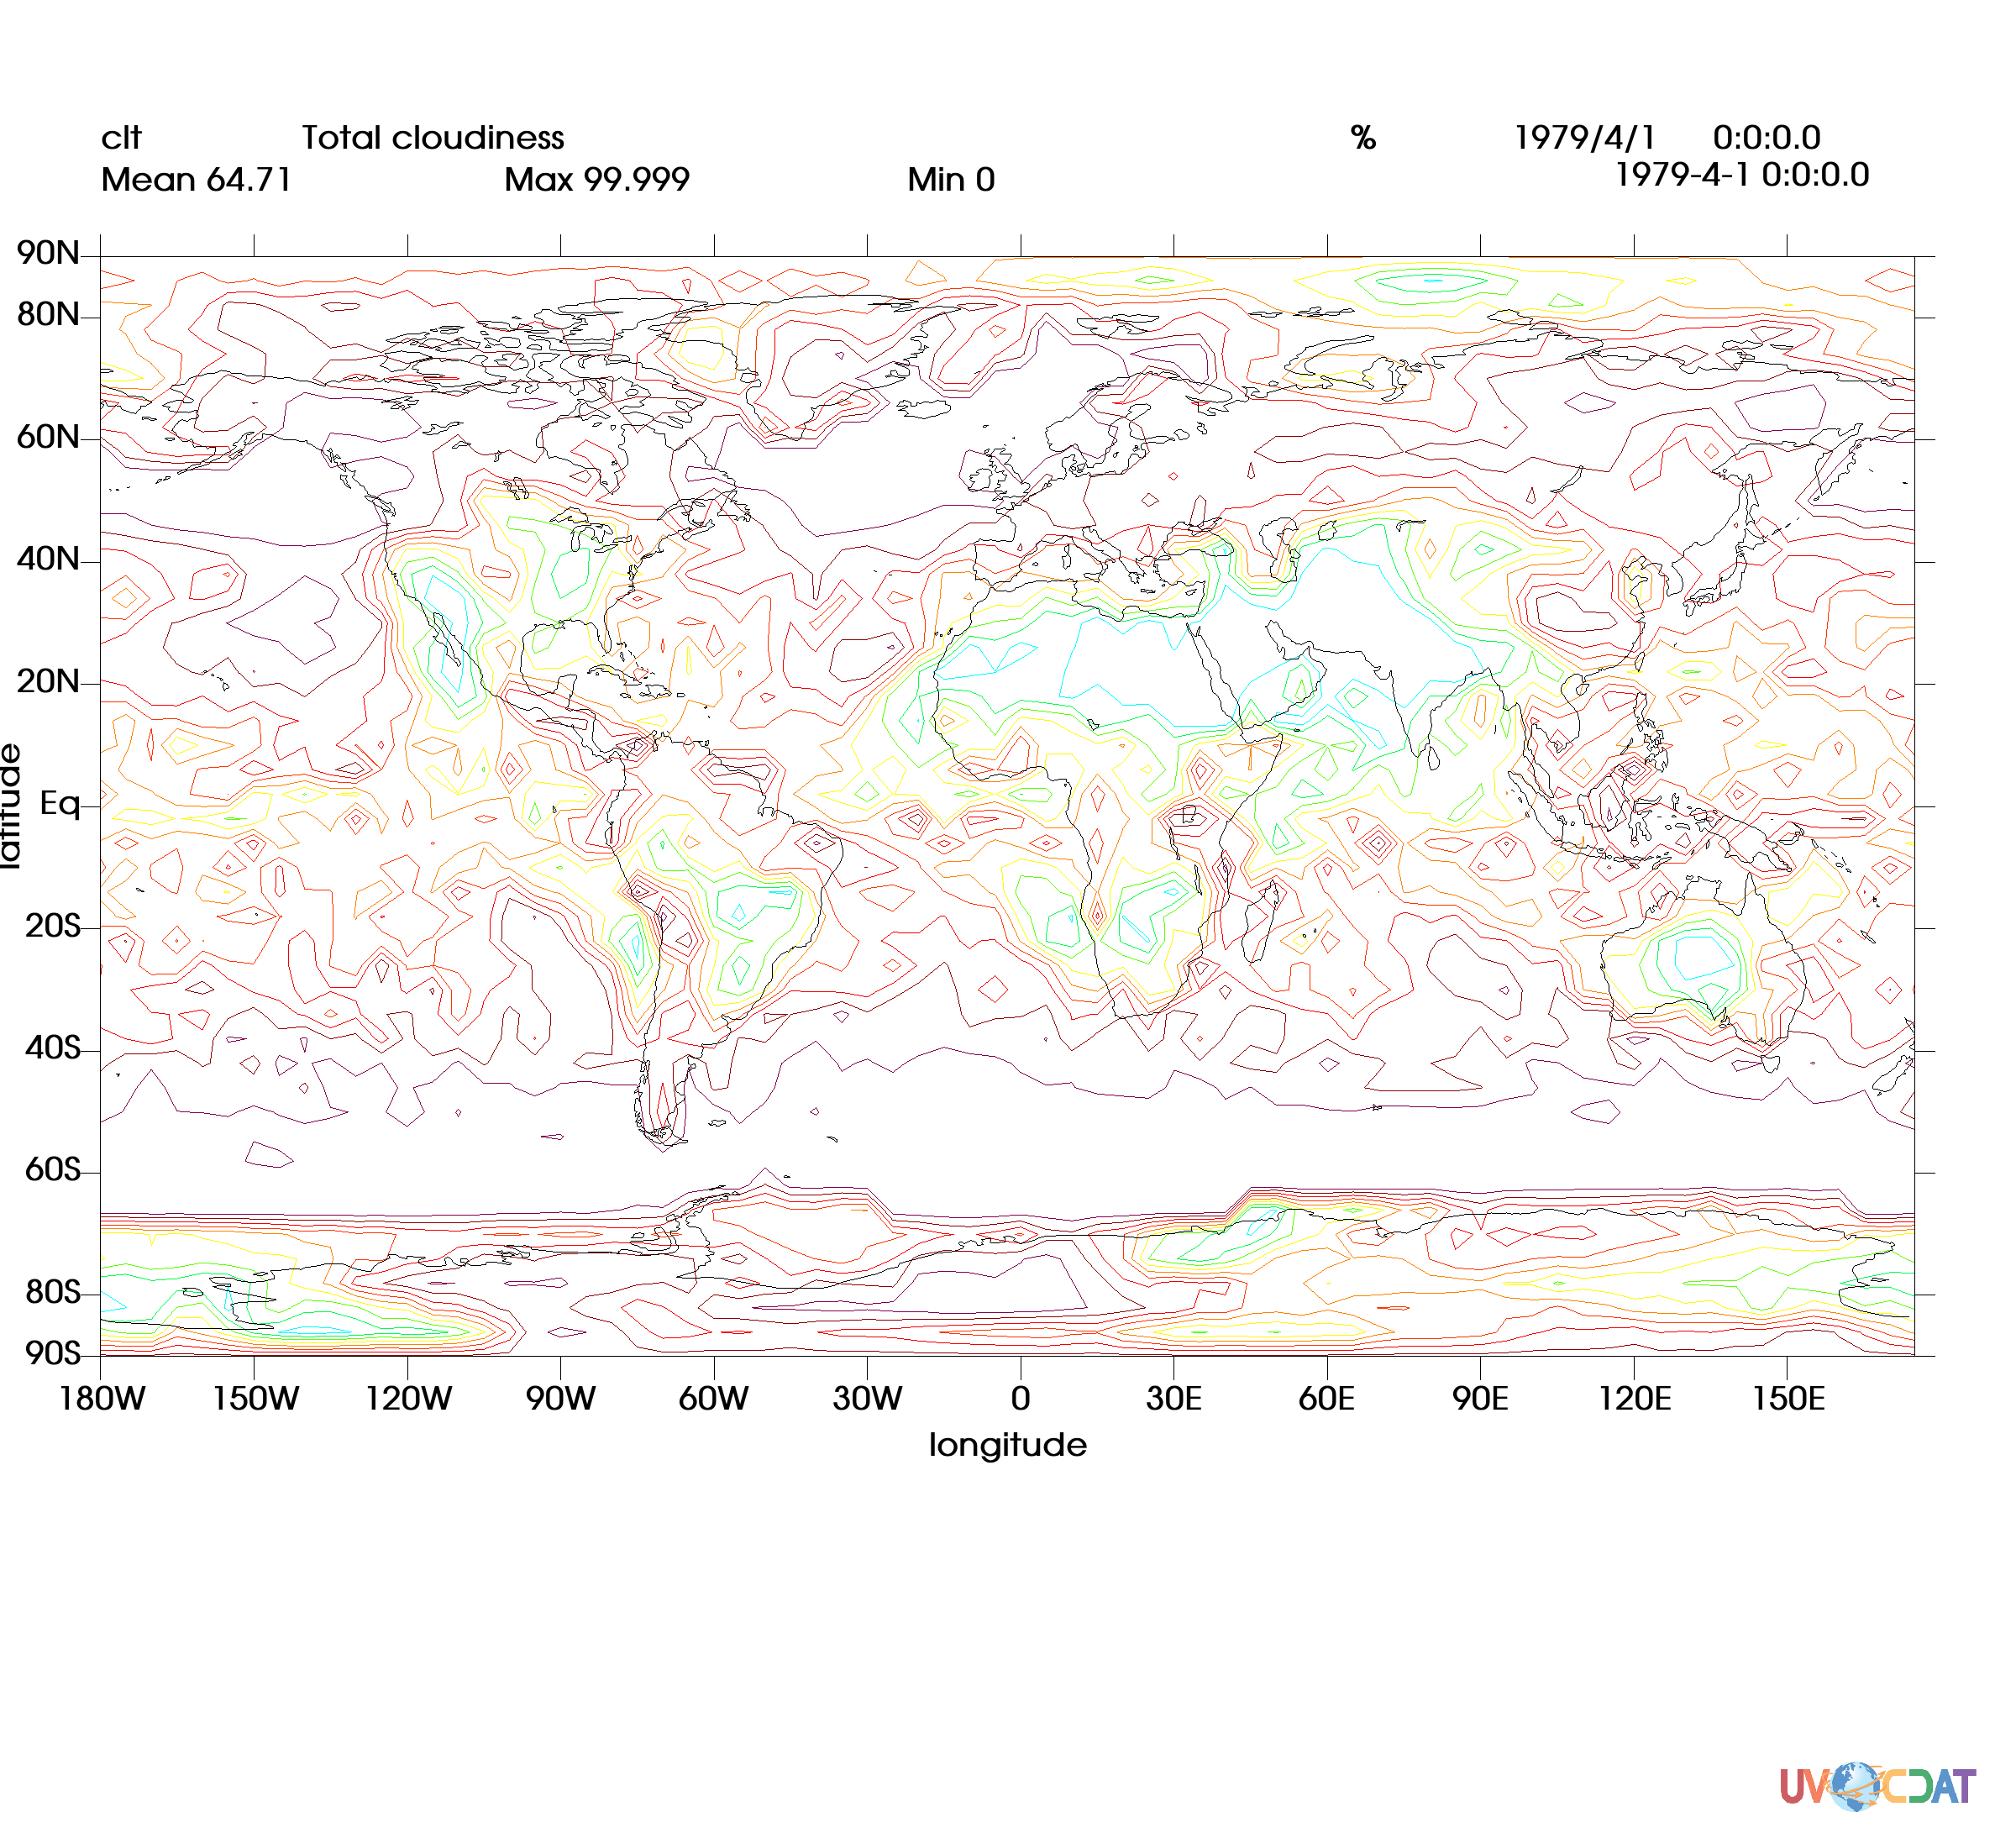 clt Total cloudiness % 1979/4/1 0:0:0.0
Mean 64.71 Max 99.999 Min 0 1979-4-1 0:0:0.0
90N
80N
60N
40N
20N
Eq
20S
40S
60S
80S
90S
latitude
180W 150W 120W 90W 60W 30W 0 30E 60E 90E 120E 150E
longitude
UV CDAT